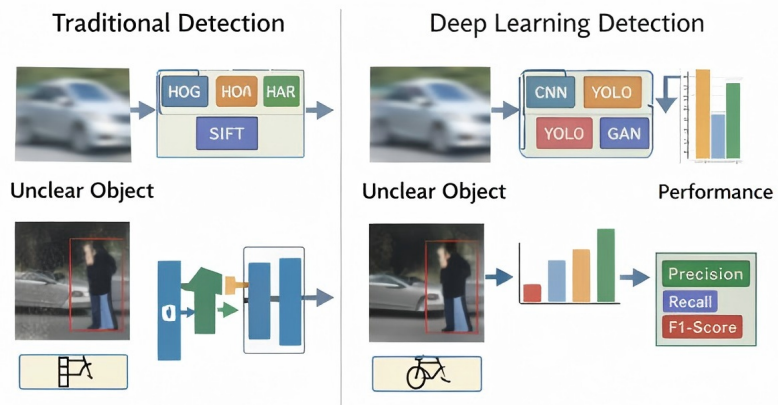 Traditional Detection
HOG HON HAR
SIFT
Unclear Object
Deep Learning Detection
CNN YOLO
YOLO GAN
Unclear Object
Performance
Precision
Recall
F1-Score